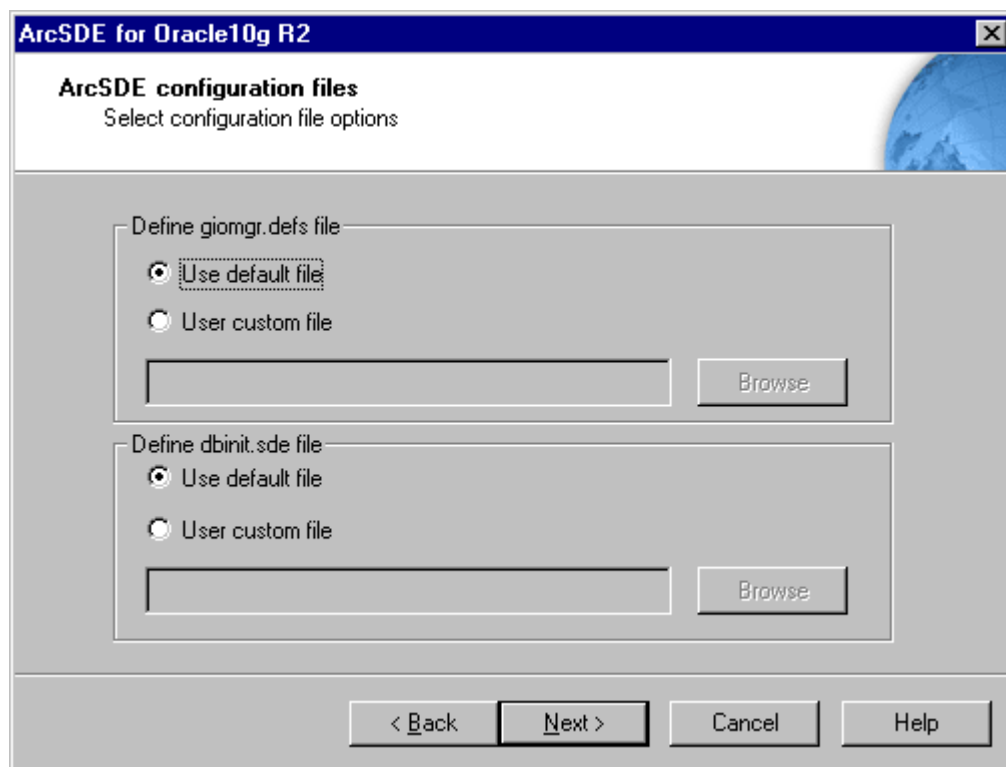 ArcSDE for Oracle10g R2
ArcSDE configuration files
Select configuration file options
Define giomgr.defs file
Use default file
User custom file
Browse
Define dbinit.sde file
Use default file
User custom file
Browse
< Back
Next >
Cancel
Help